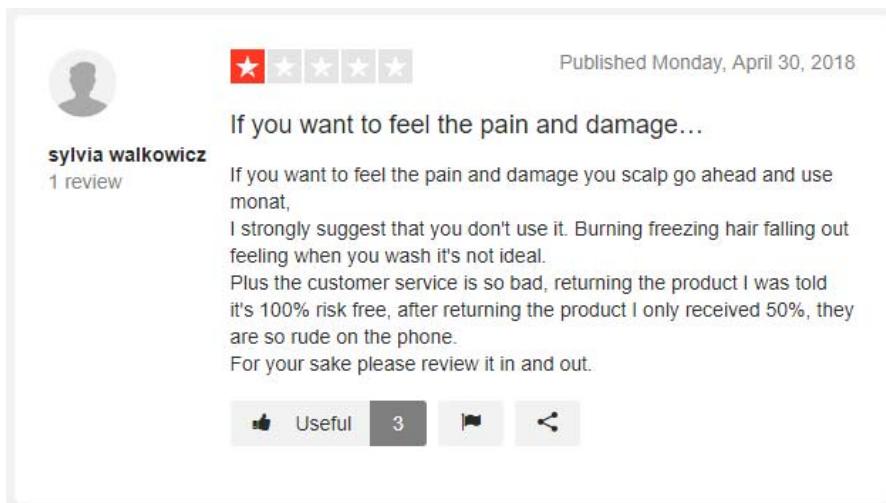 Published Monday, April 30, 2018
If you want to feel the pain and damage…
sylvia walkowicz
1 review
If you want to feel the pain and damage you scalp go ahead and use
monat,
I strongly suggest that you don't use it. Burning freezing hair falling out
feeling when you wash it's not ideal.
Plus the customer service is so bad, returning the product I was told
it's 100% risk free, after returning the product I only received 50%, they
are so rude on the phone.
For your sake please review it in and out.
Useful 3